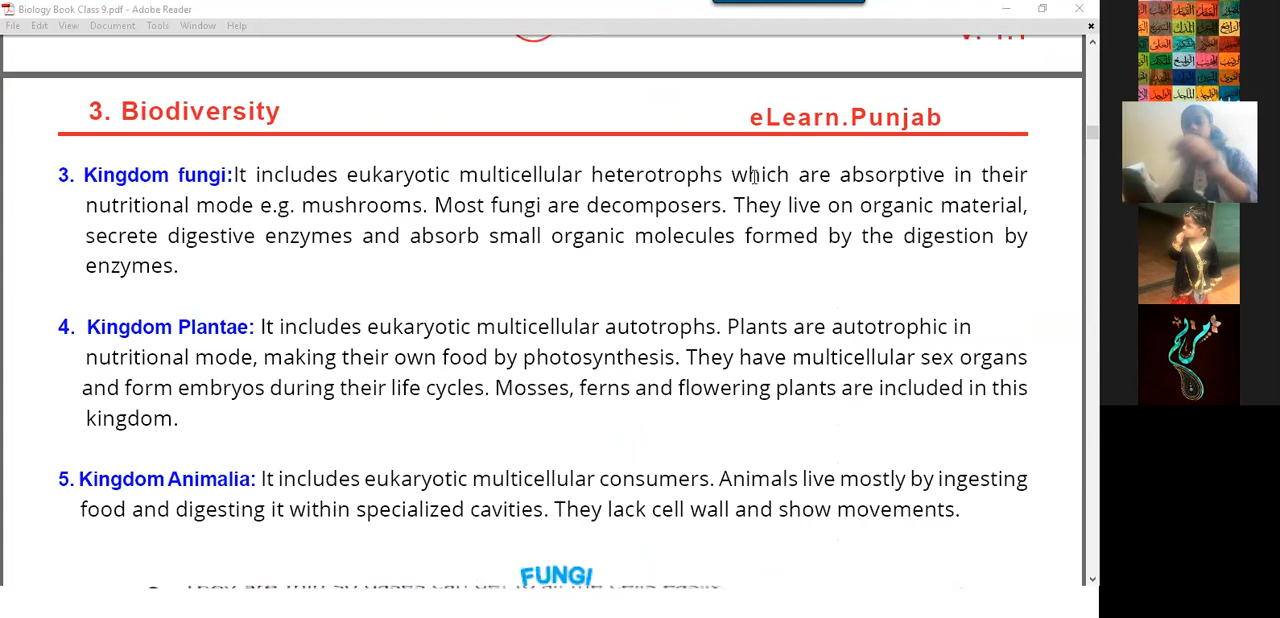 Biology Book Class 9.pdf - Adobe Reader
File Edit View Document Tools Window Help
3. Biodiversity
eLearn.Punjab
3. Kingdom fungi:It includes eukaryotic multicellular heterotrophs which are absorptive in their
nutritional mode e.g. mushrooms. Most fungi are decomposers. They live on organic material,
secrete digestive enzymes and absorb small organic molecules formed by the digestion by
enzymes.
4. Kingdom Plantae: It includes eukaryotic multicellular autotrophs. Plants are autotrophic in
nutritional mode, making their own food by photosynthesis. They have multicellular sex organs
and form embryos during their life cycles. Mosses, ferns and flowering plants are included in this
kingdom.
5. Kingdom Animalia: It includes eukaryotic multicellular consumers. Animals live mostly by ingesting
food and digesting it within specialized cavities. They lack cell wall and show movements.
FUNGI